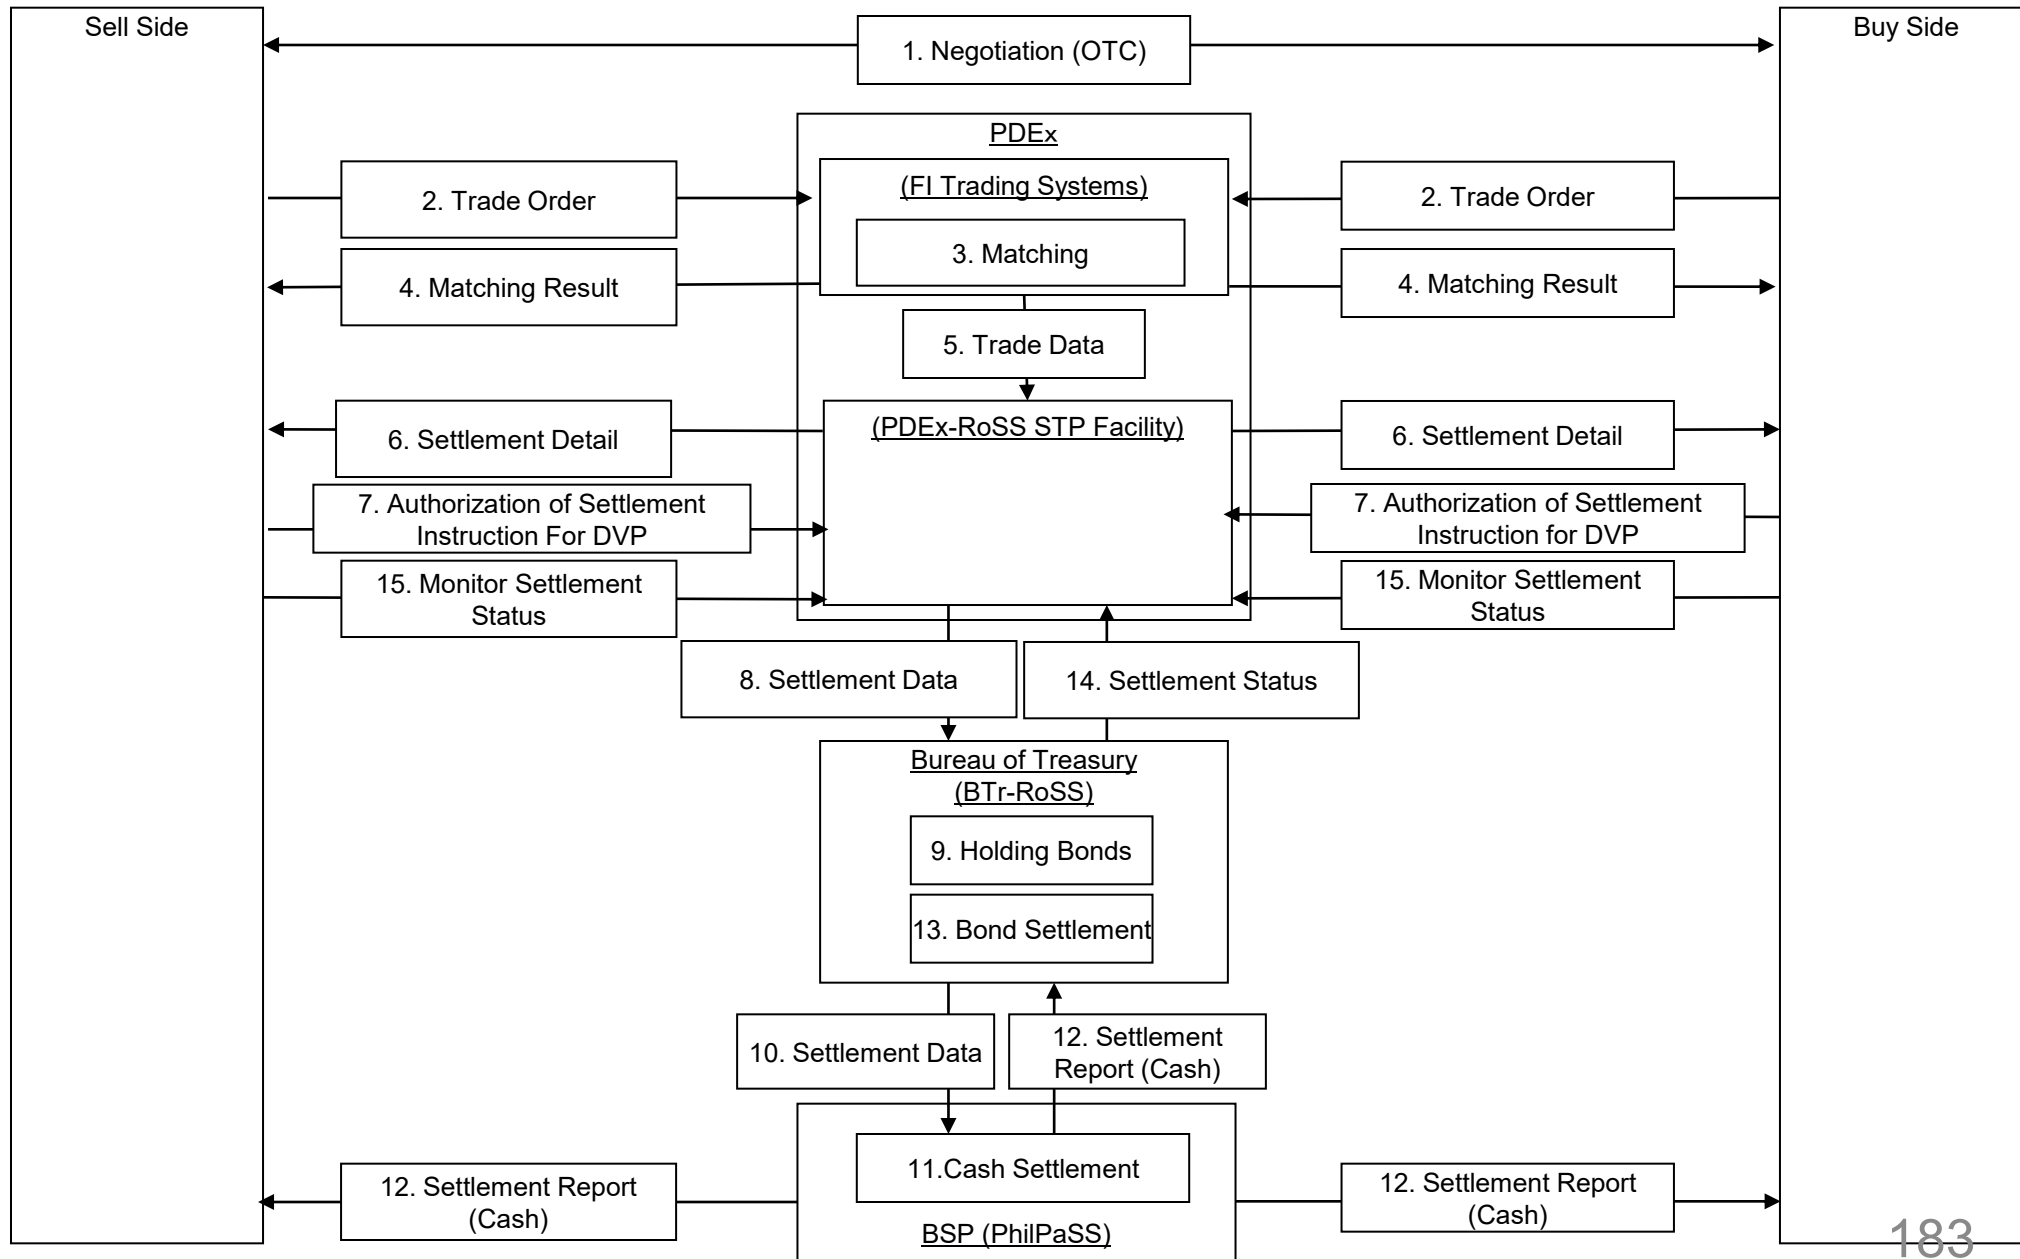 Sell Side
Buy Side
1. Negotiation (OTC)
PDEx
(FI Trading Systems)
2. Trade Order
2. Trade Order
3. Matching
4. Matching Result
4. Matching Result
5. Trade Data
(PDEx-RoSS STP Facility)
6. Settlement Detail
6. Settlement Detail
7. Authorization of Settlement
Instruction For DVP
7. Authorization of Settlement
Instruction for DVP
15. Monitor Settlement
Status
15. Monitor Settlement
Status
8. Settlement Data
14. Settlement Status
Bureau of Treasury
(BTr-RoSS)
9. Holding Bonds
13. Bond Settlement
10. Settlement Data
12. Settlement
Report (Cash)
11.Cash Settlement
12. Settlement Report
(Cash)
12. Settlement Report
(Cash)
BSP (PhilPaSS)
183